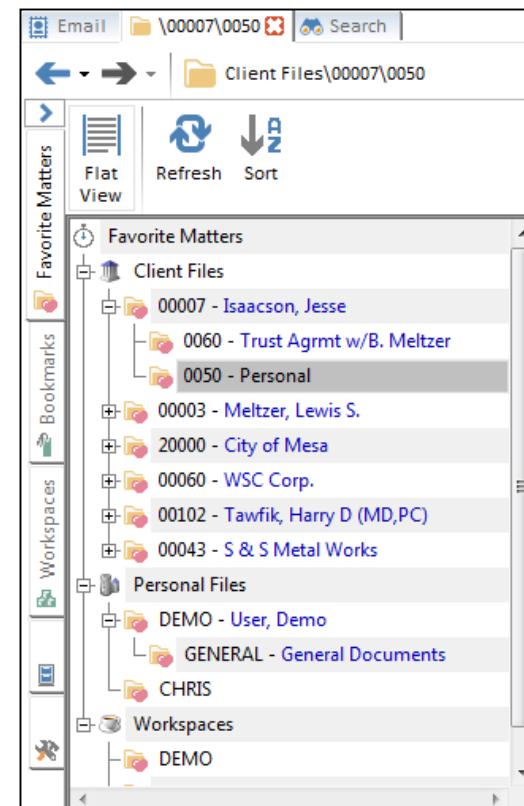 Email \00007\0050 Search
Client Files\00007\0050
Flat View
Refresh
Sort
Favorite Matters
Bookmarks
Workspaces
Favorite Matters
Client Files
00007 - Isaacson, Jesse
0060 - Trust Agrmt w/B. Meltzer
0050 - Personal
00003 - Meltzer, Lewis S.
20000 - City of Mesa
00060 - WSC Corp.
00102 - Tawfik, Harry D (MD,PC)
00043 - S & S Metal Works
Personal Files
DEMO - User, Demo
GENERAL - General Documents
CHRIS
Workspaces
DEMO